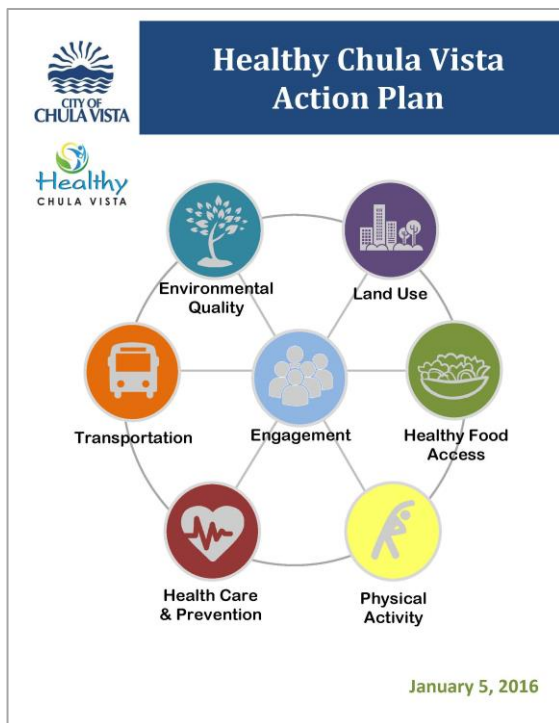 Healthy Chula Vista
Action Plan
CITY OF
CHULA VISTA
Healthy
CHULA VISTA
Environmental
Quality
Land Use
Transportation
Engagement
Healthy Food
Access
Health Care
& Prevention
Physical
Activity
January 5, 2016